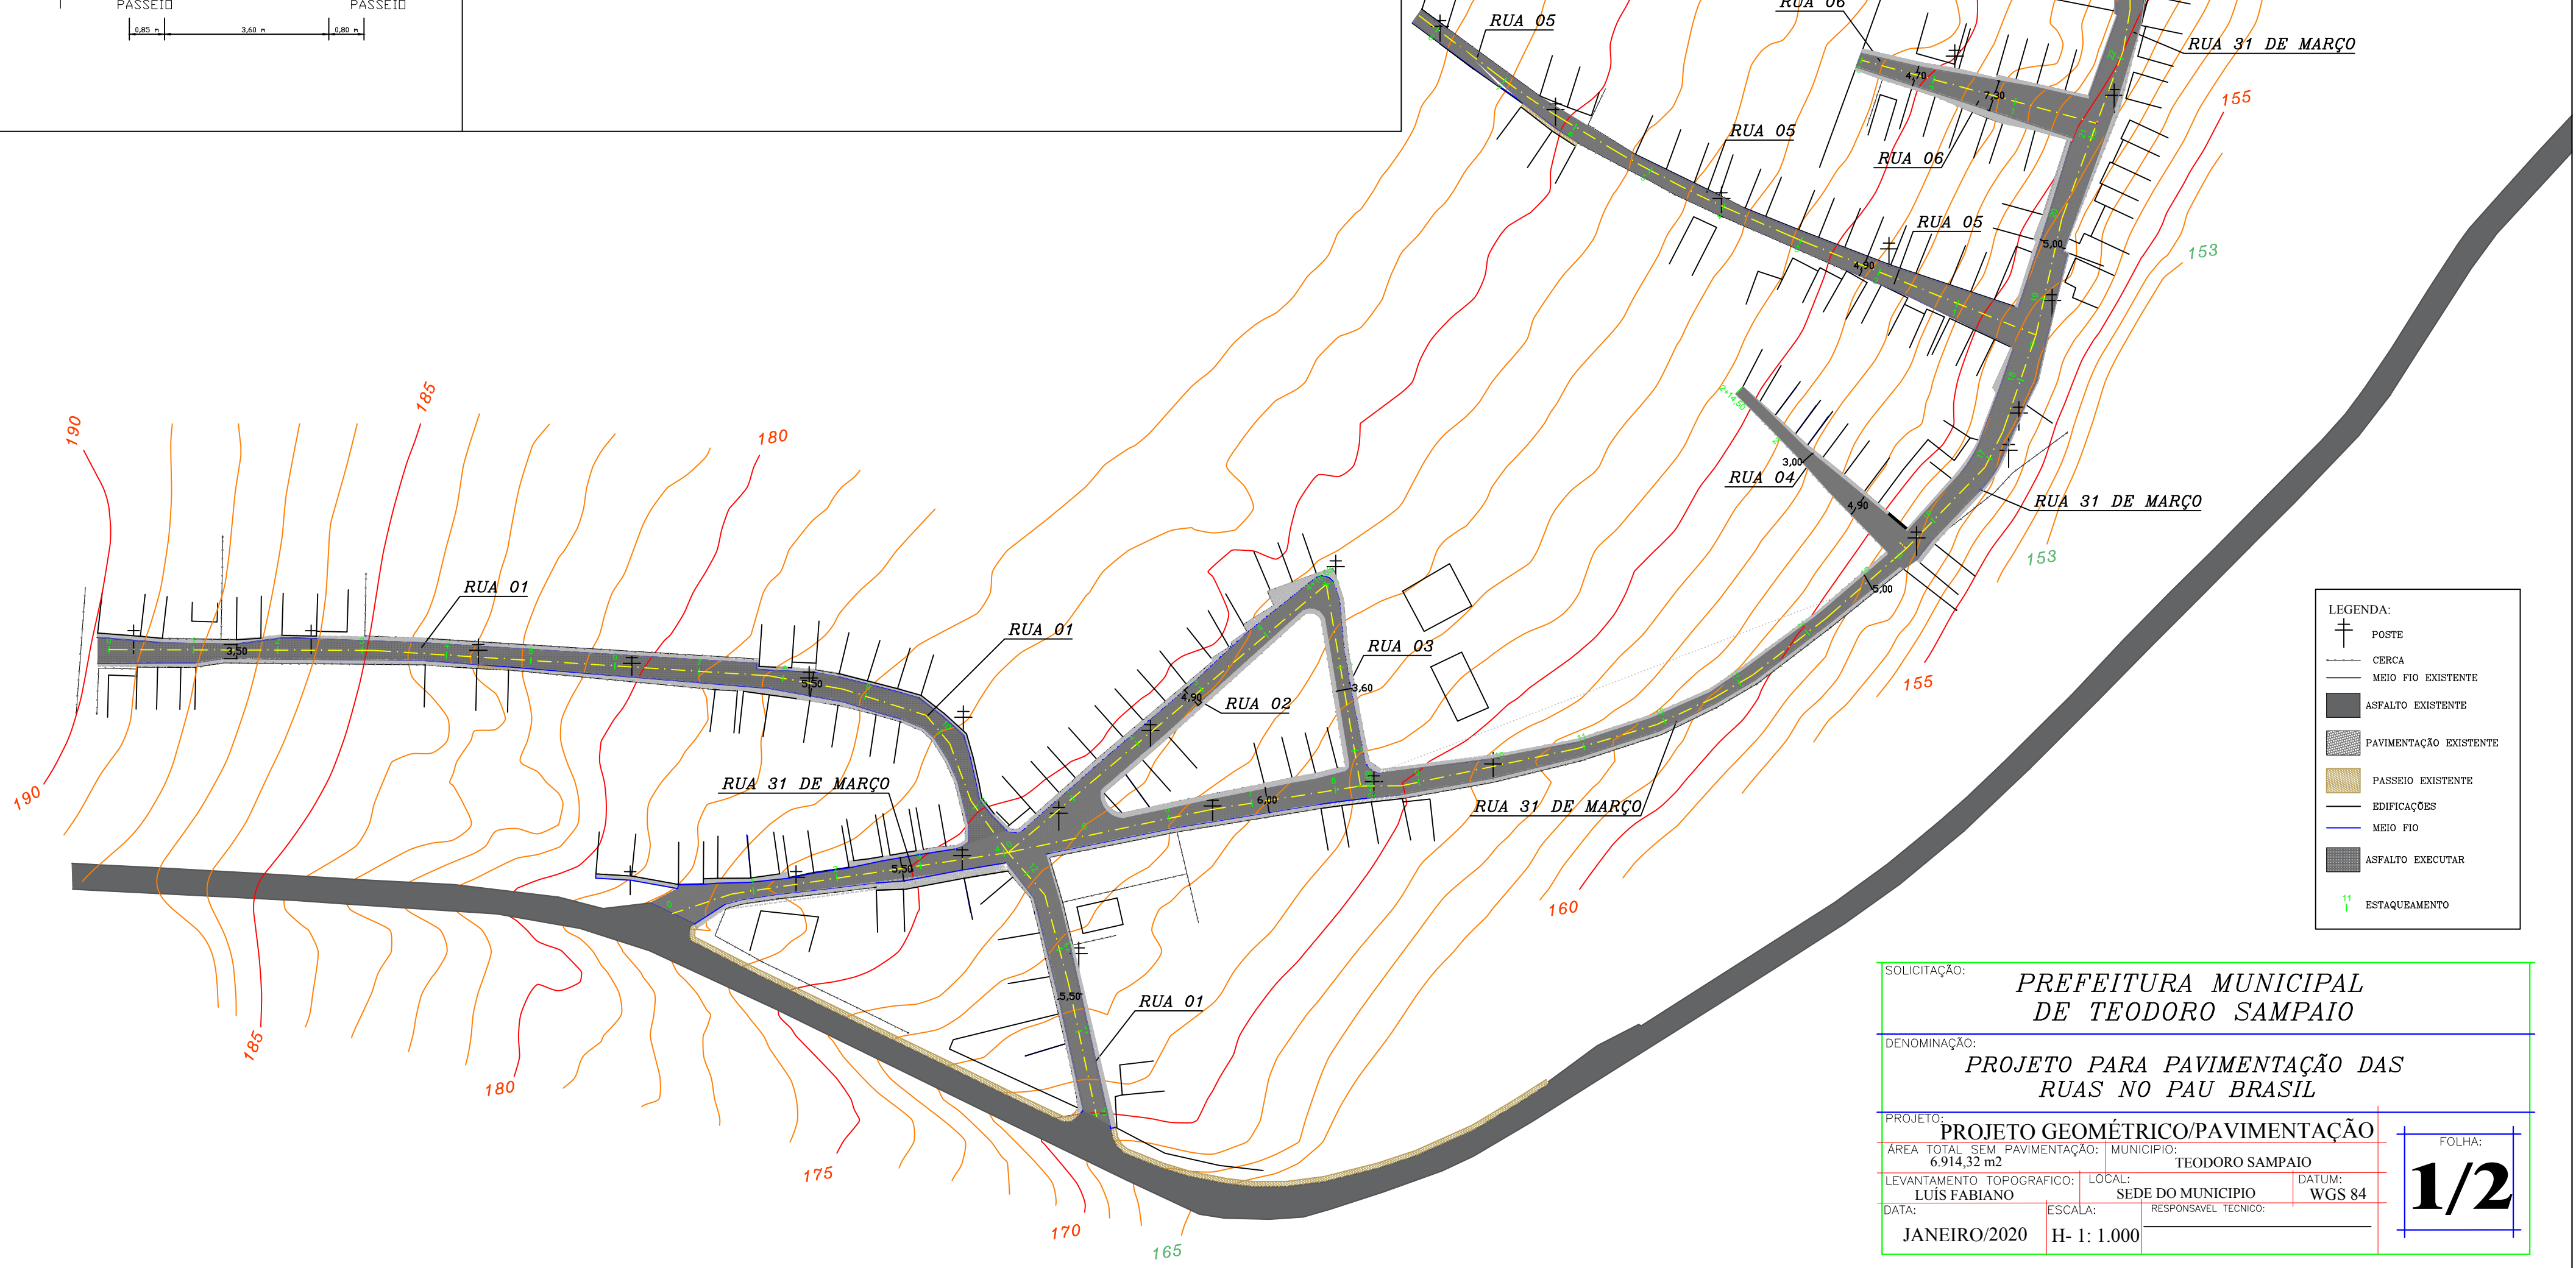 PASSEIO PASSEIO
0,85 m 3,60 m 0,80 m
RUA 05
RUA 06
RUA 31 DE MARÇO
4,70
7,30
155
RUA 05
RUA 06
RUA 05
5,00
153
4,90
185
190
180
2+14,50
3,00
RUA 04
4,90
RUA 31 DE MARÇO
153
5,00
RUA 01
RUA 01
3,50
5,50
RUA 03
3,60
4,90
RUA 02
155
RUA 31 DE MARÇO
6,00
RUA 31 DE MARÇO
190
5,50
160
5,50
RUA 01
185
180
175
170
165
LEGENDA:
POSTE
CERCA
MEIO FIO EXISTENTE
ASFALTO EXISTENTE
PAVIMENTAÇÃO EXISTENTE
PASSEIO EXISTENTE
EDIFICAÇÕES
MEIO FIO
ASFALTO EXECUTAR
11 ESTAQUEAMENTO
SOLICITAÇÃO:
PREFEITURA MUNICIPAL
DE TEODORO SAMPAIO
DENOMINAÇÃO:
PROJETO PARA PAVIMENTAÇÃO DAS
RUAS NO PAU BRASIL
PROJETO:
PROJETO GEOMÉTRICO/PAVIMENTAÇÃO
ÁREA TOTAL SEM PAVIMENTAÇÃO: MUNICIPIO:
6.914,32 m2 TEODORO SAMPAIO
LEVANTAMENTO TOPOGRAFICO: LOCAL: DATUM:
LUÍS FABIANO SEDE DO MUNICIPIO WGS 84
DATA: ESCALA: RESPONSAVEL TECNICO:
JANEIRO/2020 H- 1: 1.000
FOLHA:
1/2